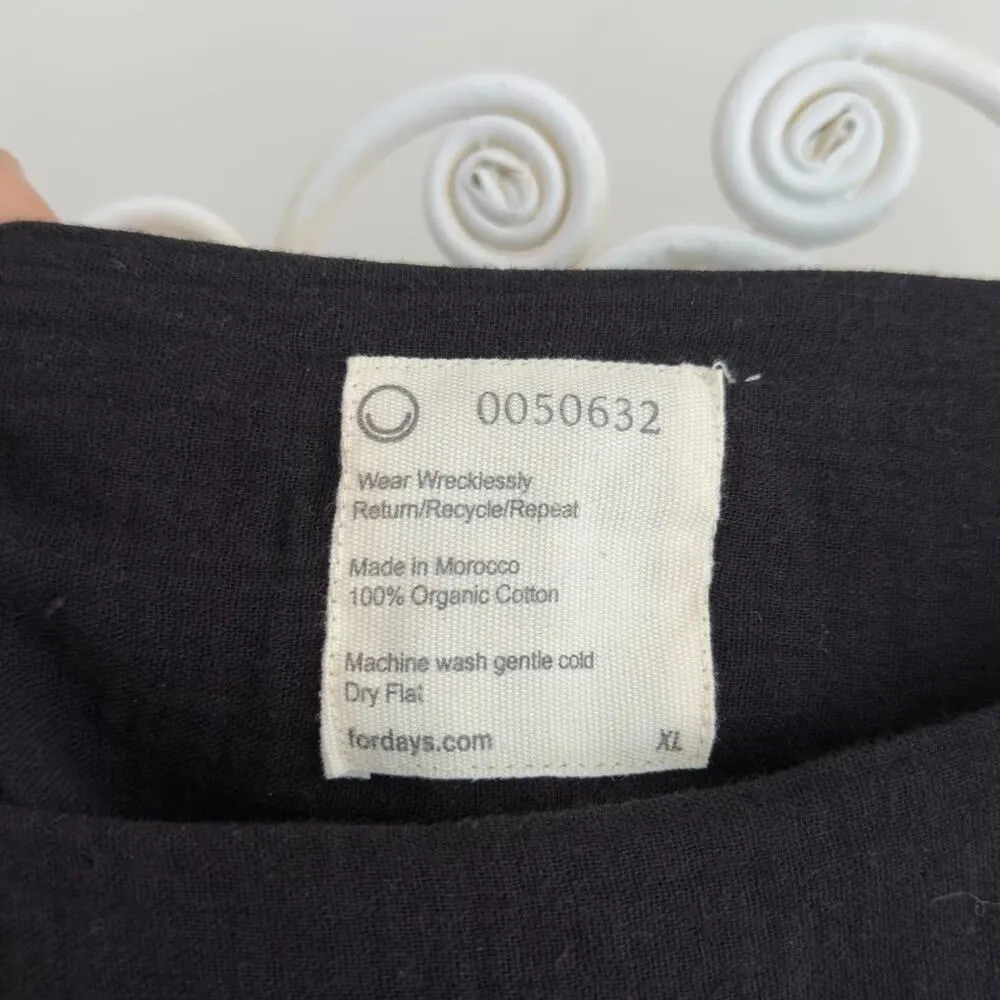 0050632
Wear Wrecklessly
Return/Recycle/Repeat
Made in Morocco
100% Organic Cotton
Machine wash gentle cold
Dry Flat
fordays.com XL